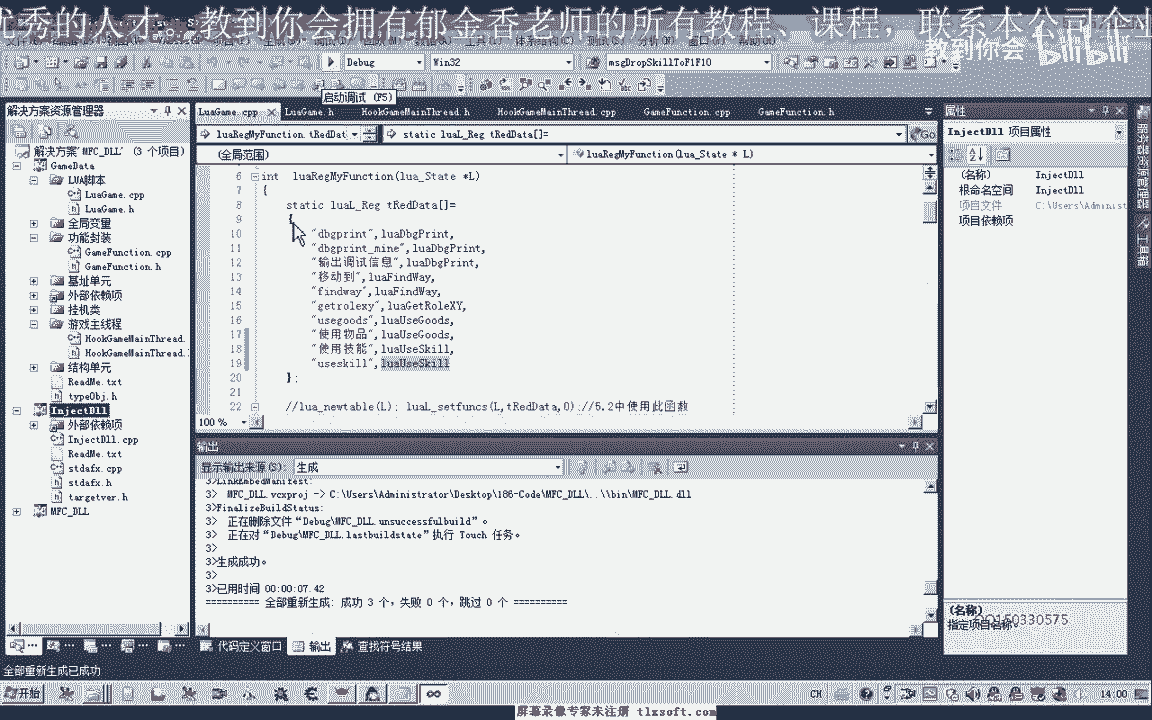 优秀的人才。教到你会拥有郁金香老师的所有教程、课程，联系本公司企业
教到你会 bilibili
Debug
Win32
msgDropSkillToF1F10
启动调试 (F5)
解决方案资源管理器
解决方案"MFC_DLL" (3 个项目)
GameData
LUA脚本
LuaGame.cpp
LuaGame.h
全局变量
功能封装
GameFunction.cpp
GameFunction.h
基址单元
外部依赖项
挂机类
游戏主线程
HookGameMainThread.
HookGameMainThread.
结构单元
ReadMe.txt
typeObj.h
InjectDll
外部依赖项
InjectDll.cpp
ReadMe.txt
stdafx.cpp
stdafx.h
targetver.h
MFC_DLL
LuaGame.cpp LuaGame.h HookGameMainThread.h HookGameMainThread.cpp GameFunction.cpp GameFunction.h
luaRegMyFunction.tRedDat static luaL_Reg tRedData[]= Go
(全局范围) luaRegMyFunction(lua_State * L)
6 int luaRegMyFunction(lua_State *L)
7 {
8 static luaL_Reg tRedData[]=
9 {
10 "dbgprint",luaDbgPrint,
11 "dbgprint_mine",luaDbgPrint,
12 "输出调试信息",luaDbgPrint,
13 "移动到",luaFindWay,
14 "findway",luaFindWay,
15 "getrolexy",luaGetRoleXY,
16 "usegoods",luaUseGoods,
17 "使用物品",luaUseGoods,
18 "使用技能",luaUseSkill,
19 "useskill",luaUseSkill
20 };
21
22 //lua_newtable(L); luaL_setfuncs(L,tRedData,0);//5.2中使用此函数
100 %
输出
显示输出来源(S): 生成
3>LinkEmbedManifest:
3> MFC_DLL.vcxproj -> C:\Users\Administrator\Desktop\186-Code\MFC_DLL\..\\bin\MFC_DLL.dll
3>FinalizeBuildStatus:
3> 正在删除文件"Debug\MFC_DLL.unsuccessfulbuild"。
3> 正在对"Debug\MFC_DLL.lastbuildstate"执行 Touch 任务。
3>
3>生成成功。
3>
3>已用时间 00:00:07.42
========== 全部重新生成: 成功 3 个，失败 0 个，跳过 0 个 ==========
代码定义窗口 输出 查找符号结果
属性
InjectDll 项目属性
(名称) InjectDll
根命名空间 InjectDll
项目文件 C:\Users\Administ
项目依赖项
(名称)
指定项目名称。
服务器资源管理器
工具箱
全部重新生成已成功
开始
CH
14:00
屏幕录像专家未注册 tlxsoft.com